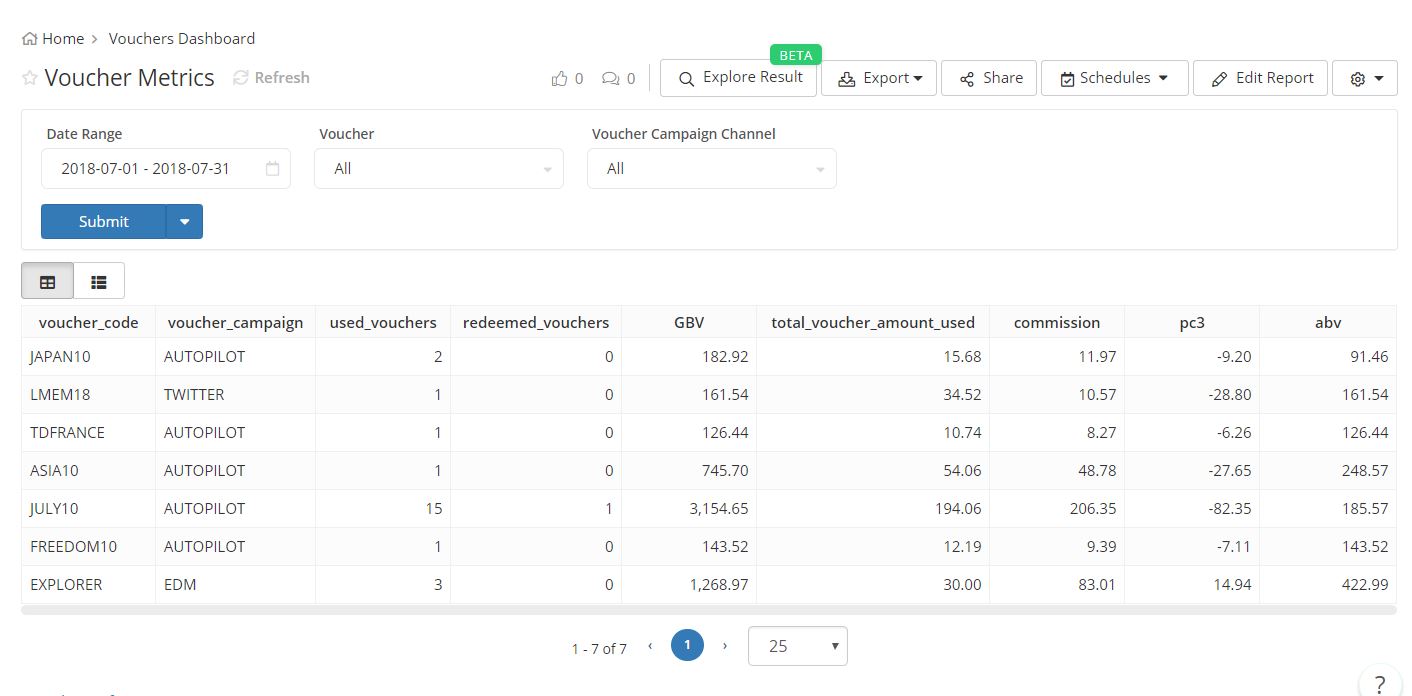 Home > Vouchers Dashboard
BETA
Voucher Metrics Refresh 0 0 Explore Result Export Share Schedules Edit Report
Date Range Voucher Voucher Campaign Channel
2018-07-01 - 2018-07-31 All All
Submit
voucher_code voucher_campaign used_vouchers redeemed_vouchers GBV total_voucher_amount_used commission pc3 abv
JAPAN10 AUTOPILOT 2 0 182.92 15.68 11.97 -9.20 91.46
LMEM18 TWITTER 1 0 161.54 34.52 10.57 -28.80 161.54
TDFRANCE AUTOPILOT 1 0 126.44 10.74 8.27 -6.26 126.44
ASIA10 AUTOPILOT 1 0 745.70 54.06 48.78 -27.65 248.57
JULY10 AUTOPILOT 15 1 3,154.65 194.06 206.35 -82.35 185.57
FREEDOM10 AUTOPILOT 1 0 143.52 12.19 9.39 -7.11 143.52
EXPLORER EDM 3 0 1,268.97 30.00 83.01 14.94 422.99
1 - 7 of 7 ‹ 1 › 25
?